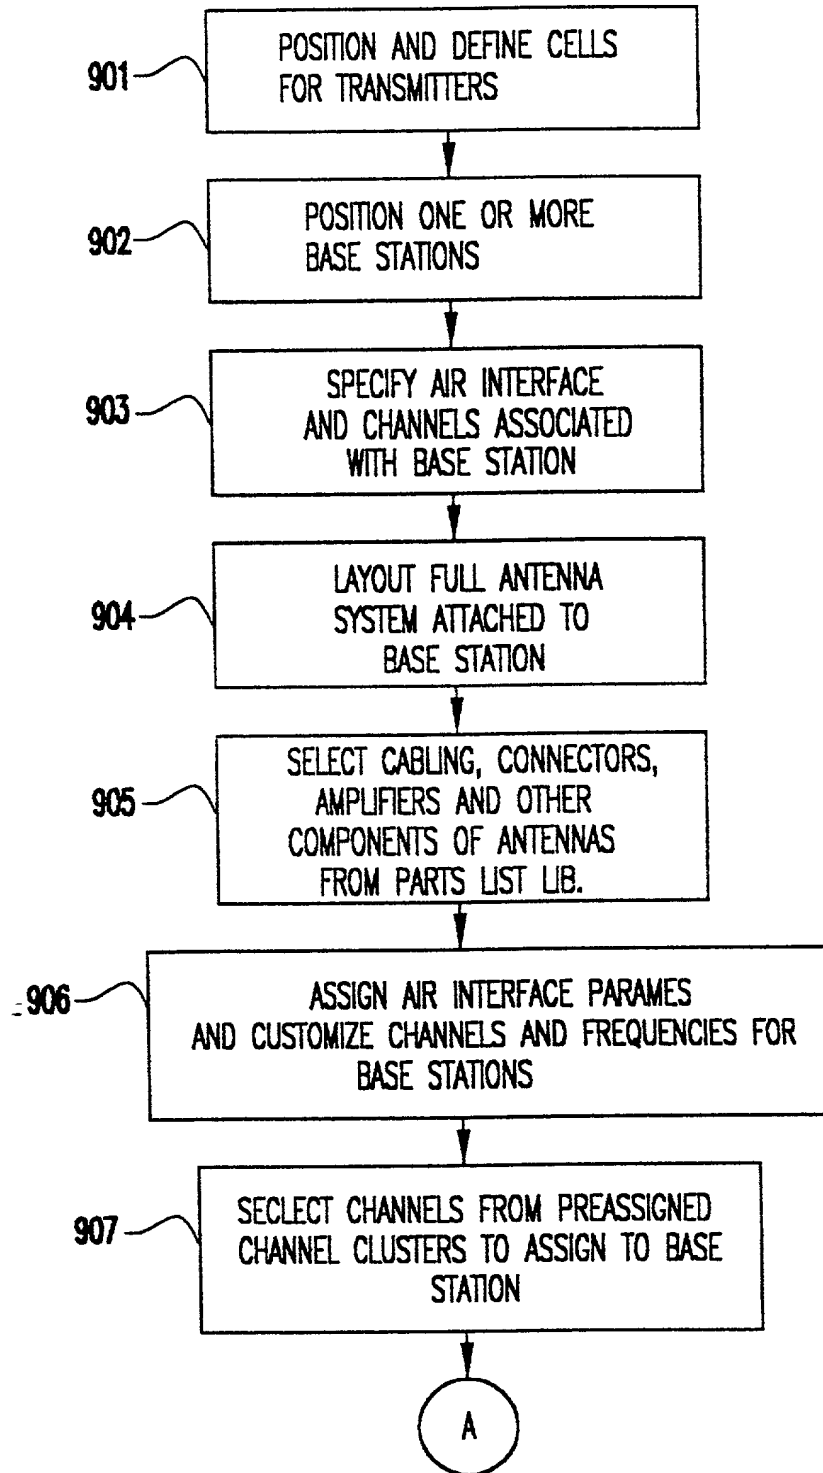 POSITION AND DEFINE CELLS
FOR TRANSMITTERS
901
POSITION ONE OR MORE
BASE STATIONS
902
SPECIFY AIR INTERFACE
AND CHANNELS ASSOCIATED
WITH BASE STATION
903
LAYOUT FULL ANTENNA
SYSTEM ATTACHED TO
BASE STATION
904
SELECT CABLING, CONNECTORS,
AMPLIFIERS AND OTHER
COMPONENTS OF ANTENNAS
FROM PARTS LIST LIB.
905
ASSIGN AIR INTERFACE PARAMES
AND CUSTOMIZE CHANNELS AND FREQUENCIES FOR
BASE STATIONS
906
SECLECT CHANNELS FROM PREASSIGNED
CHANNEL CLUSTERS TO ASSIGN TO BASE
STATION
907
A